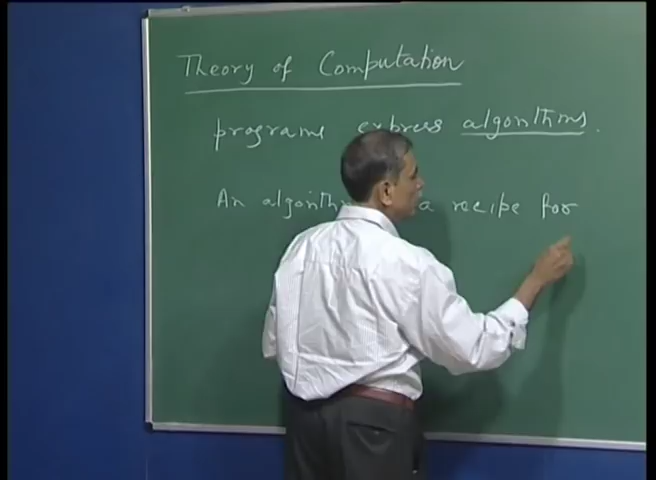 Theory of Computation
programs express algorithms.
An algorithm a recipe for